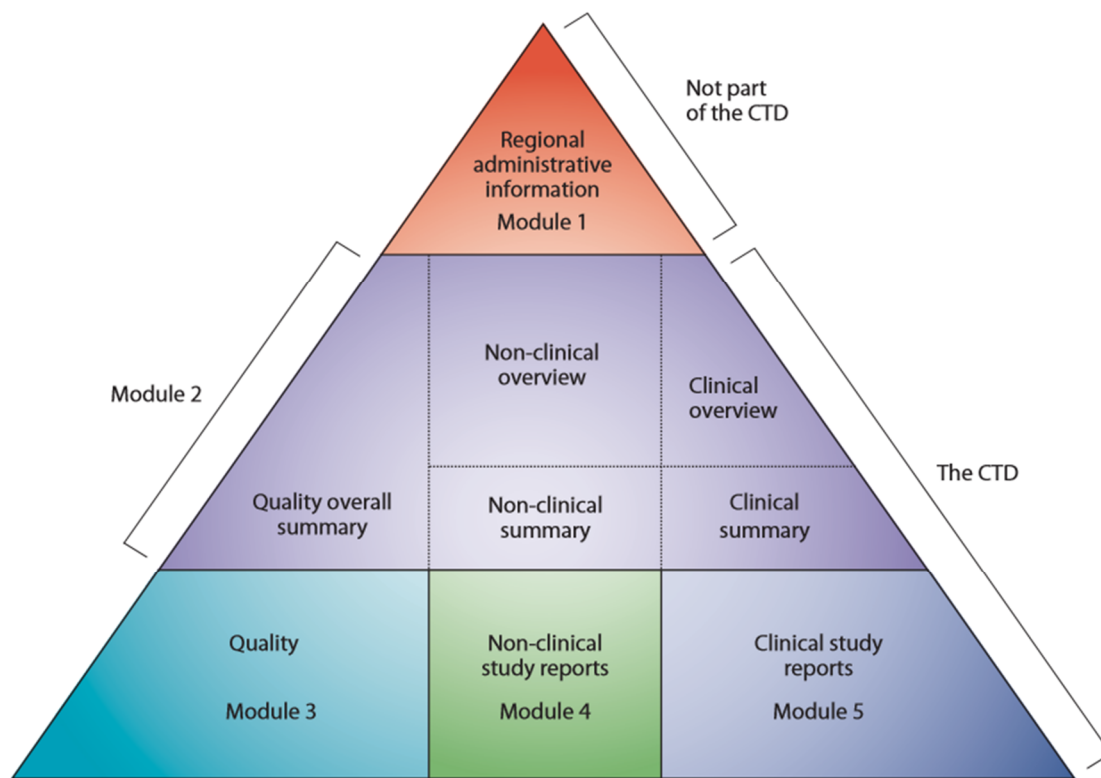 Not part
of the CTD
Regional
administrative
information
Module 1
Module 2
Non-clinical
overview
Clinical
overview
The CTD
Quality overall
summary
Non-clinical
summary
Clinical
summary
Quality
Module 3
Non-clinical
study reports
Module 4
Clinical study
reports
Module 5